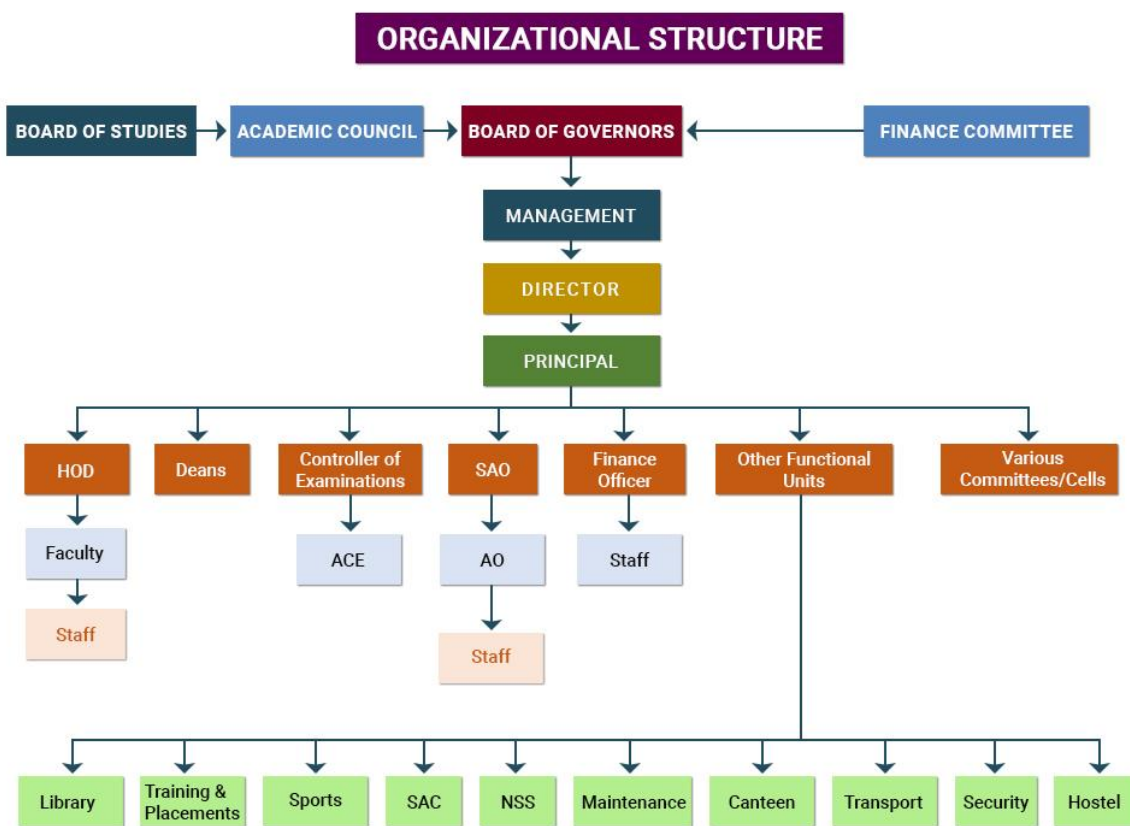 ORGANIZATIONAL STRUCTURE
BOARD OF STUDIES
ACADEMIC COUNCIL
BOARD OF GOVERNORS
FINANCE COMMITTEE
MANAGEMENT
DIRECTOR
PRINCIPAL
HOD
Deans
Controller of
Examinations
SAO
Finance
Officer
Other Functional
Units
Various
Committees/Cells
Faculty
ACE
AO
Staff
Staff
Staff
Library
Training &
Placements
Sports
SAC
NSS
Maintenance
Canteen
Transport
Security
Hostel